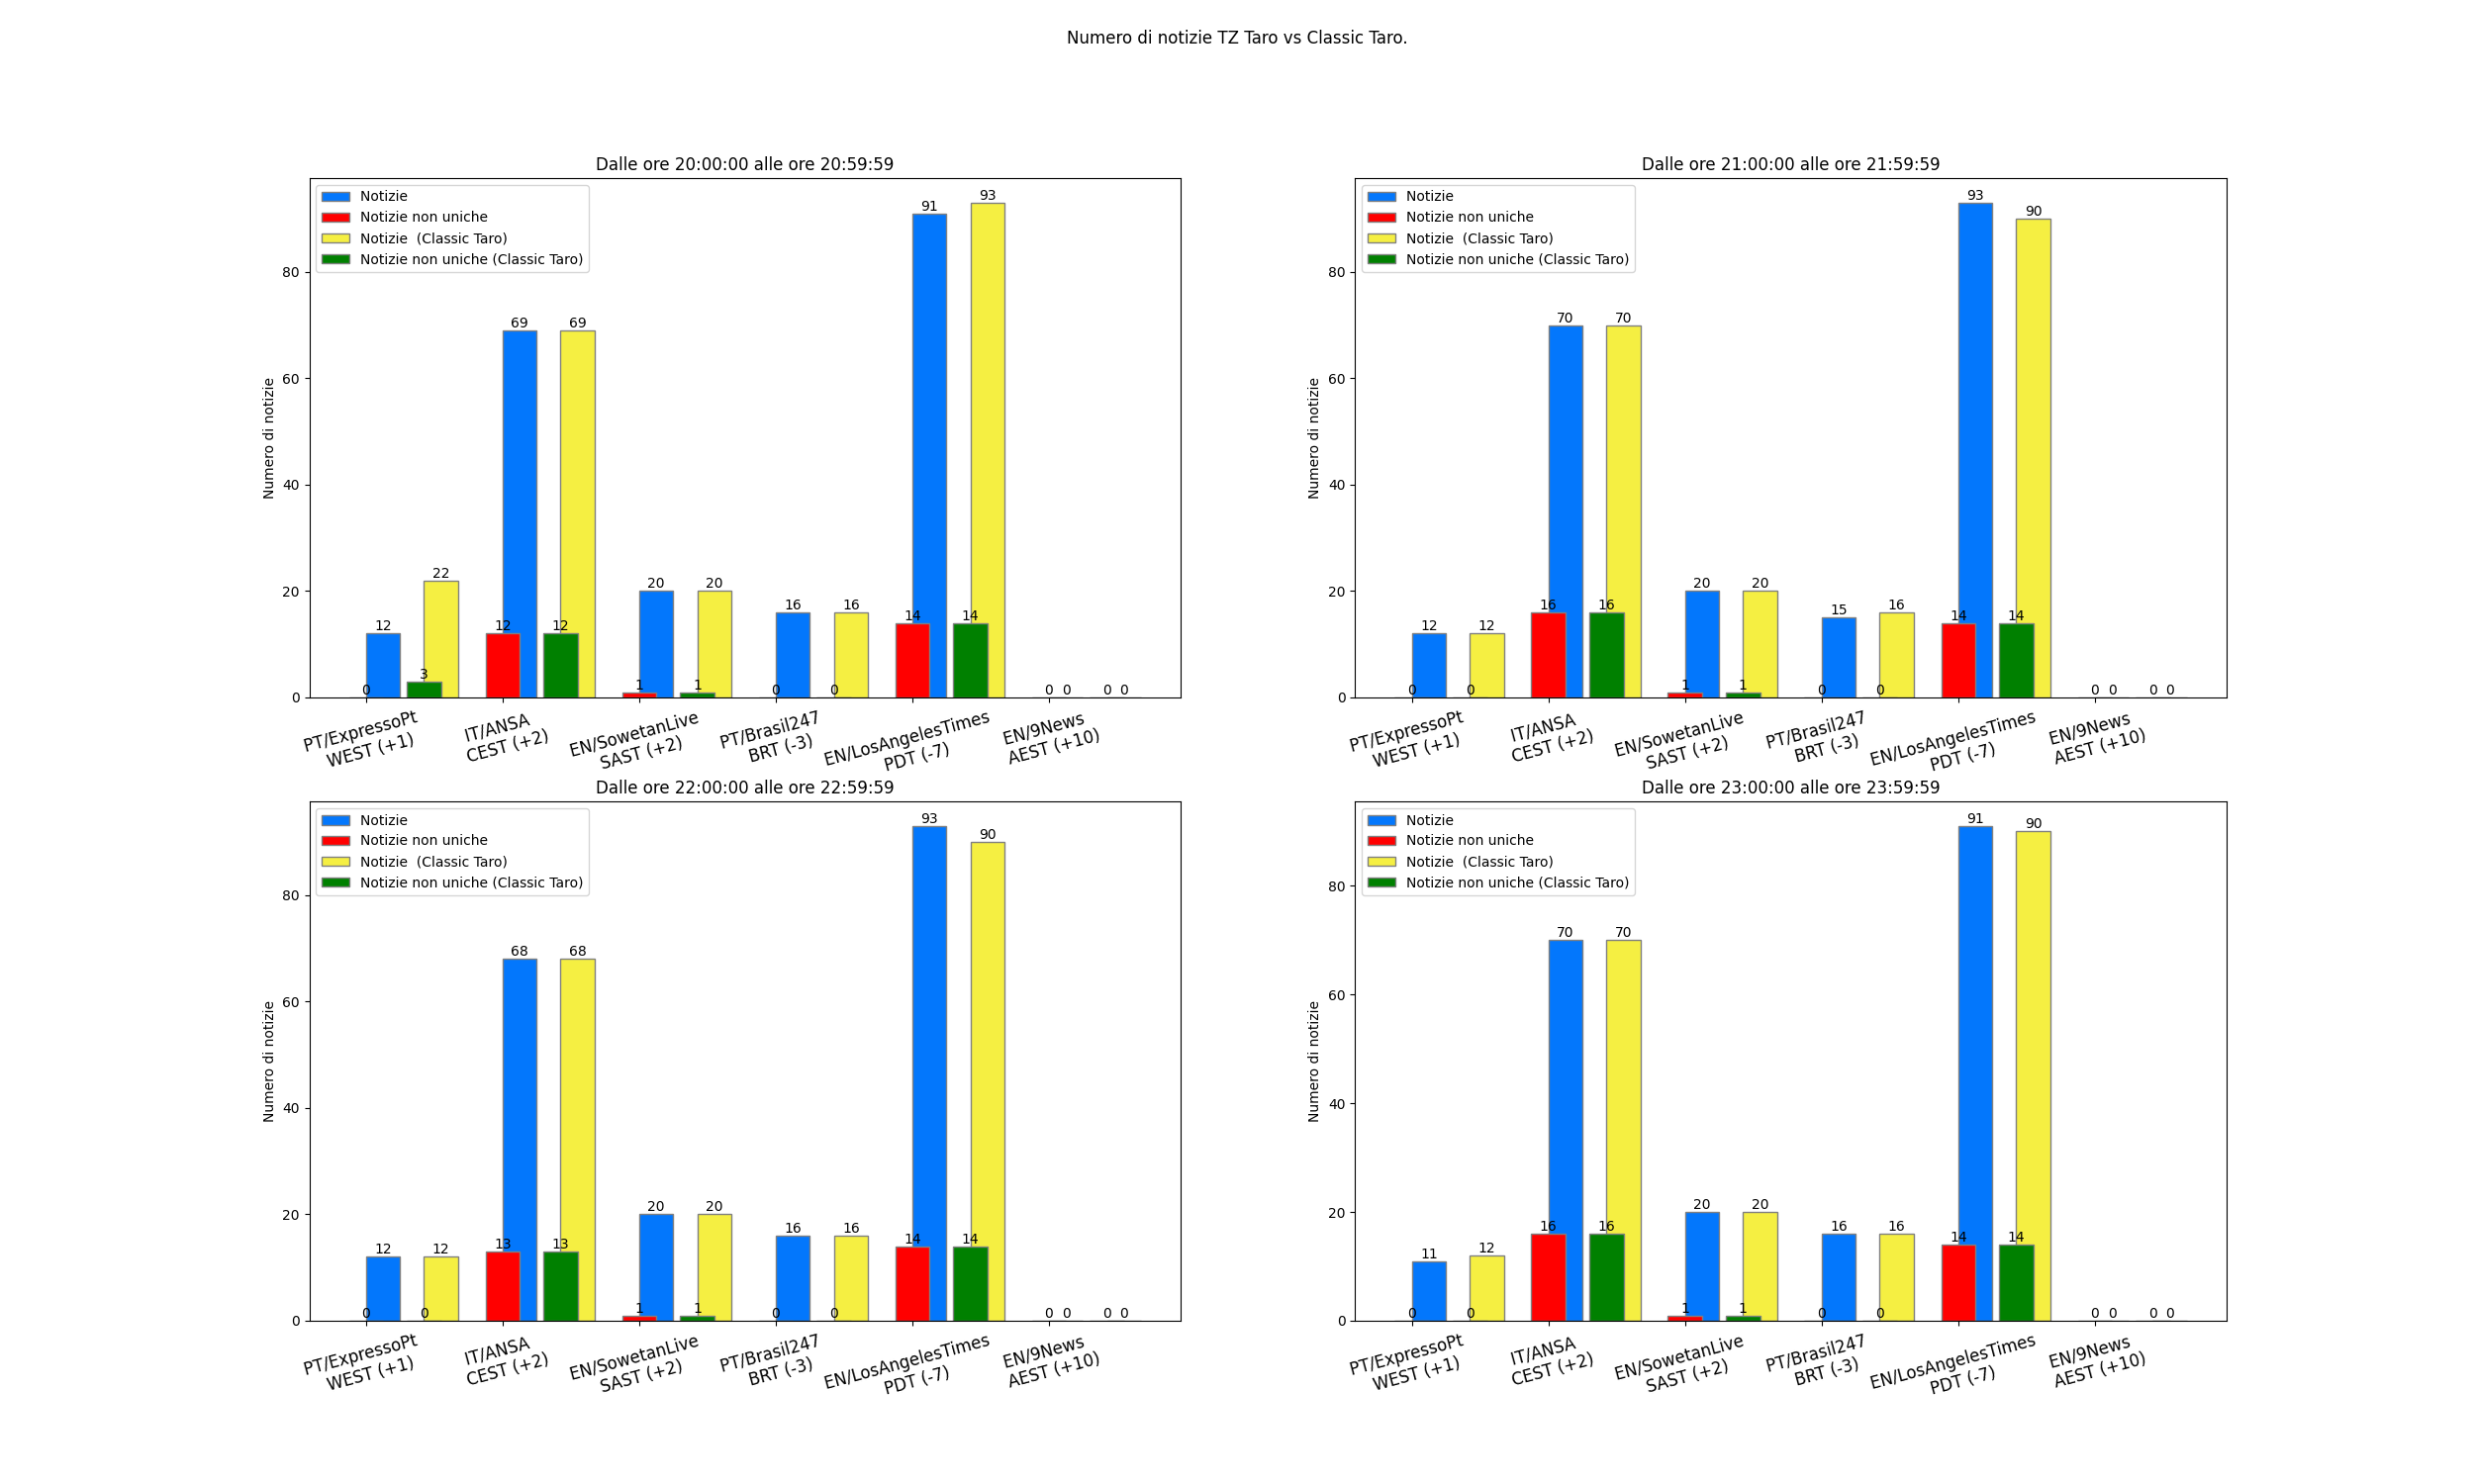 Numero di notizie TZ Taro vs Classic Taro.
Dalle ore 20:00:00 alle ore 20:59:59
Notizie
Notizie non uniche
Notizie (Classic Taro)
Notizie non uniche (Classic Taro)
Numero di notizie
80
60
40
20
0
12
0
22
3
69
12
69
12
20
1
20
1
16
0
16
0
91
14
93
14
0
0
0
0
PT/ExpressoPt
WEST (+1)
IT/ANSA
CEST (+2)
EN/SowetanLive
SAST (+2)
PT/Brasil247
BRT (-3)
EN/LosAngelesTimes
PDT (-7)
EN/9News
AEST (+10)
Dalle ore 21:00:00 alle ore 21:59:59
Notizie
Notizie non uniche
Notizie (Classic Taro)
Notizie non uniche (Classic Taro)
Numero di notizie
80
60
40
20
0
12
0
12
0
70
16
70
16
20
1
20
1
15
0
16
0
93
14
90
14
0
0
0
0
PT/ExpressoPt
WEST (+1)
IT/ANSA
CEST (+2)
EN/SowetanLive
SAST (+2)
PT/Brasil247
BRT (-3)
EN/LosAngelesTimes
PDT (-7)
EN/9News
AEST (+10)
Dalle ore 22:00:00 alle ore 22:59:59
Notizie
Notizie non uniche
Notizie (Classic Taro)
Notizie non uniche (Classic Taro)
Numero di notizie
80
60
40
20
0
12
0
12
0
68
13
68
13
20
1
20
1
16
0
16
0
93
14
90
14
0
0
0
0
PT/ExpressoPt
WEST (+1)
IT/ANSA
CEST (+2)
EN/SowetanLive
SAST (+2)
PT/Brasil247
BRT (-3)
EN/LosAngelesTimes
PDT (-7)
EN/9News
AEST (+10)
Dalle ore 23:00:00 alle ore 23:59:59
Notizie
Notizie non uniche
Notizie (Classic Taro)
Notizie non uniche (Classic Taro)
Numero di notizie
80
60
40
20
0
11
0
12
0
70
16
70
16
20
1
20
1
16
0
16
0
91
14
90
14
0
0
0
0
PT/ExpressoPt
WEST (+1)
IT/ANSA
CEST (+2)
EN/SowetanLive
SAST (+2)
PT/Brasil247
BRT (-3)
EN/LosAngelesTimes
PDT (-7)
EN/9News
AEST (+10)